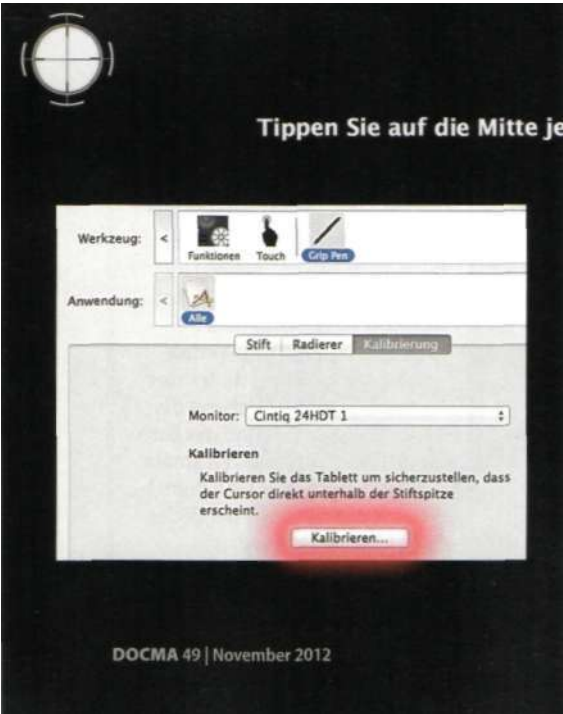 Tippen Sie auf die Mitte je
Werkzeug: <
Funktionen Touch Grip Pen
Anwendung: <
Alle
Stift Radierer Kalibrierung
Monitor: Cintiq 24HDT 1
Kalibrieren
Kalibrieren Sie das Tablett um sicherzustellen, dass
der Cursor direkt unterhalb der Stiftspitze
erscheint.
Kalibrieren...
DOCMA 49 | November 2012